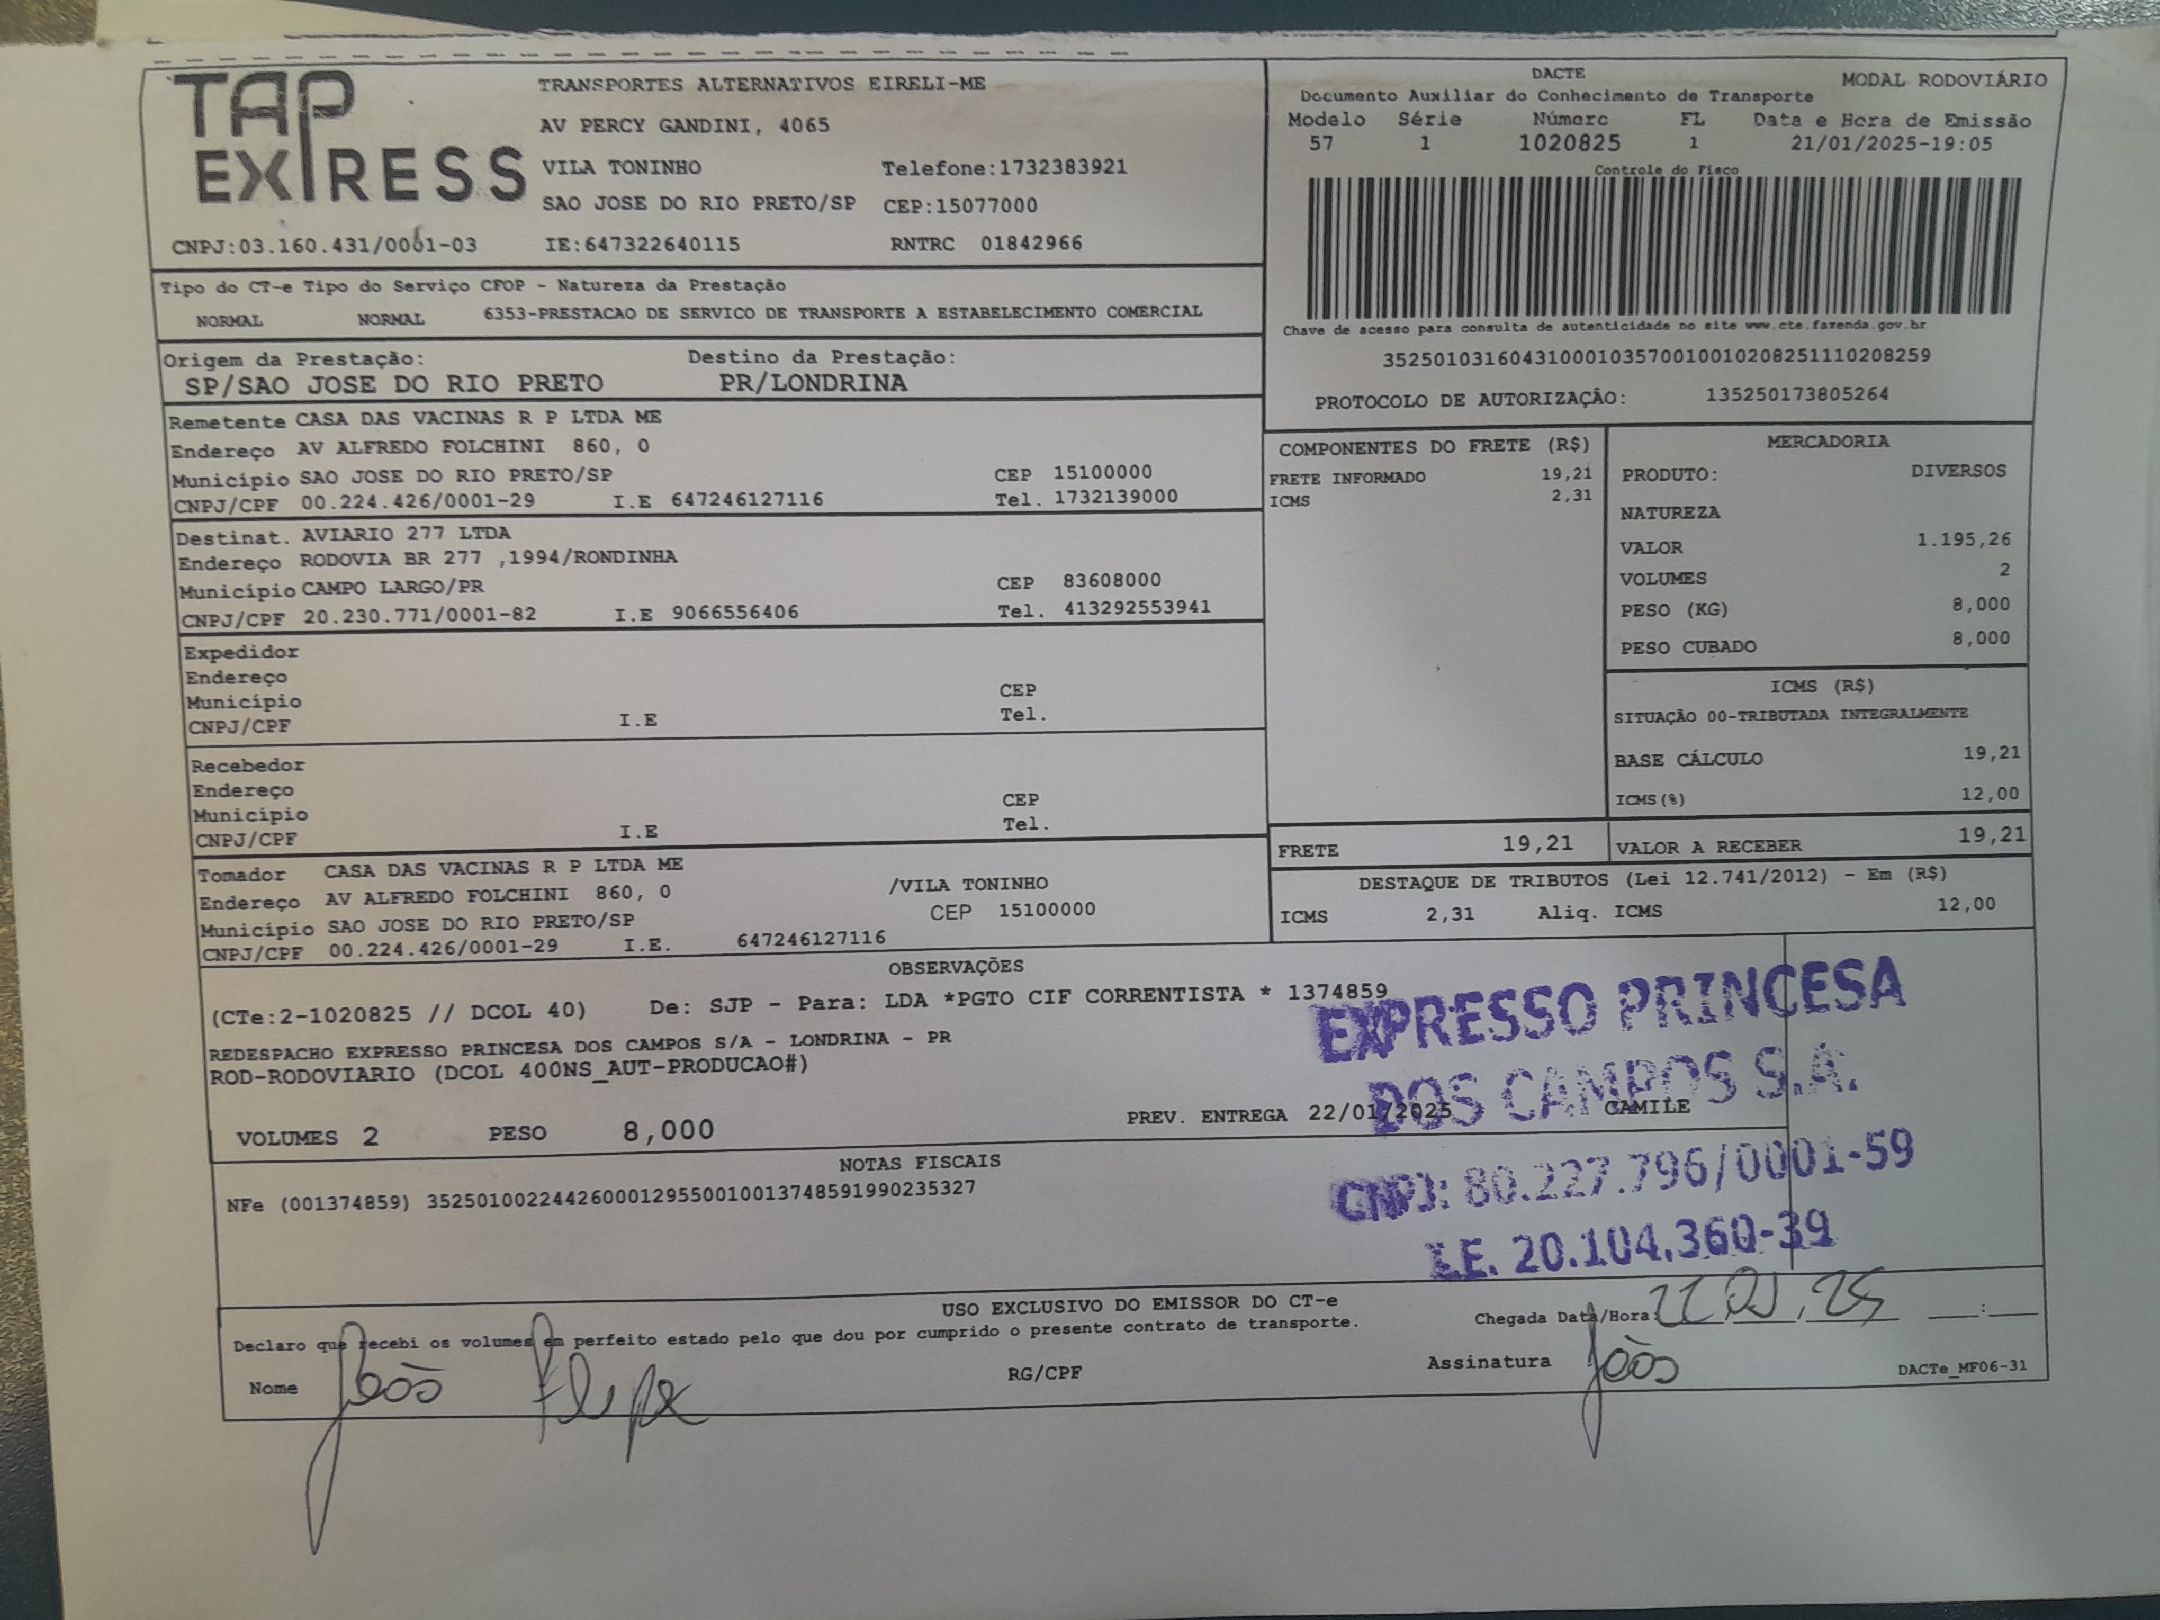 TAP EXPRESS
TRANSPORTES ALTERNATIVOS EIRELI-ME
AV PERCY GANDINI, 4065
VILA TONINHO Telefone:1732383921
SAO JOSE DO RIO PRETO/SP CEP:15077000
CNPJ:03.160.431/0001-03 IE:647322640115 RNTRC 01842966
DACTE MODAL RODOVIÁRIO
Documento Auxiliar do Conhecimento de Transporte
Modelo Série Número FL Data e Hora de Emissão
57 1 1020825 1 21/01/2025-19:05
Controle do Fisco
Chave de acesso para consulta de autenticidade no site www.cte.fazenda.gov.br
35250103160431000103570010010208251110208259
PROTOCOLO DE AUTORIZAÇÃO: 135250173805264
Tipo do CT-e Tipo do Serviço CFOP - Natureza da Prestação
NORMAL NORMAL 6353-PRESTACAO DE SERVICO DE TRANSPORTE A ESTABELECIMENTO COMERCIAL
Origem da Prestação: Destino da Prestação:
SP/SAO JOSE DO RIO PRETO PR/LONDRINA
Remetente CASA DAS VACINAS R P LTDA ME
Endereço AV ALFREDO FOLCHINI 860, 0
Município SAO JOSE DO RIO PRETO/SP CEP 15100000
CNPJ/CPF 00.224.426/0001-29 I.E 647246127116 Tel. 1732139000
Destinat. AVIARIO 277 LTDA
Endereço RODOVIA BR 277 ,1994/RONDINHA
Município CAMPO LARGO/PR CEP 83608000
CNPJ/CPF 20.230.771/0001-82 I.E 9066556406 Tel. 413292553941
Expedidor
Endereço
Município CEP
CNPJ/CPF I.E Tel.
Recebedor
Endereço
Município CEP
CNPJ/CPF I.E Tel.
Tomador CASA DAS VACINAS R P LTDA ME
Endereço AV ALFREDO FOLCHINI 860, 0 /VILA TONINHO
Município SAO JOSE DO RIO PRETO/SP CEP 15100000
CNPJ/CPF 00.224.426/0001-29 I.E. 647246127116
COMPONENTES DO FRETE (R$)
FRETE INFORMADO 19,21
ICMS 2,31
MERCADORIA
PRODUTO: DIVERSOS
NATUREZA
VALOR 1.195,26
VOLUMES 2
PESO (KG) 8,000
PESO CUBADO 8,000
ICMS (R$)
SITUAÇÃO 00-TRIBUTADA INTEGRALMENTE
BASE CÁLCULO 19,21
ICMS(%) 12,00
FRETE 19,21 VALOR A RECEBER 19,21
DESTAQUE DE TRIBUTOS (Lei 12.741/2012) - Em (R$)
ICMS 2,31 Aliq. ICMS 12,00
OBSERVAÇÕES
(CTe:2-1020825 // DCOL 40) De: SJP - Para: LDA *PGTO CIF CORRENTISTA * 1374859
REDESPACHO EXPRESSO PRINCESA DOS CAMPOS S/A - LONDRINA - PR
ROD-RODOVIARIO (DCOL 400NS_AUT-PRODUCAO#)
PREV. ENTREGA 22/01/2025 CAMILE
VOLUMES 2 PESO 8,000
EXPRESSO PRINCESA
DOS CAMPOS S.A.
CNPJ: 80.227.796/0001-59
I.E. 20.104.360-39
NOTAS FISCAIS
NFe (001374859) 35250100224426000129550010013748591990235327
USO EXCLUSIVO DO EMISSOR DO CT-e
Declaro que recebi os volumes em perfeito estado pelo que dou por cumprido o presente contrato de transporte.
Chegada Data/Hora: 22.01.25 __:__
Nome João Felipe RG/CPF Assinatura João
DACTe_MF06-31